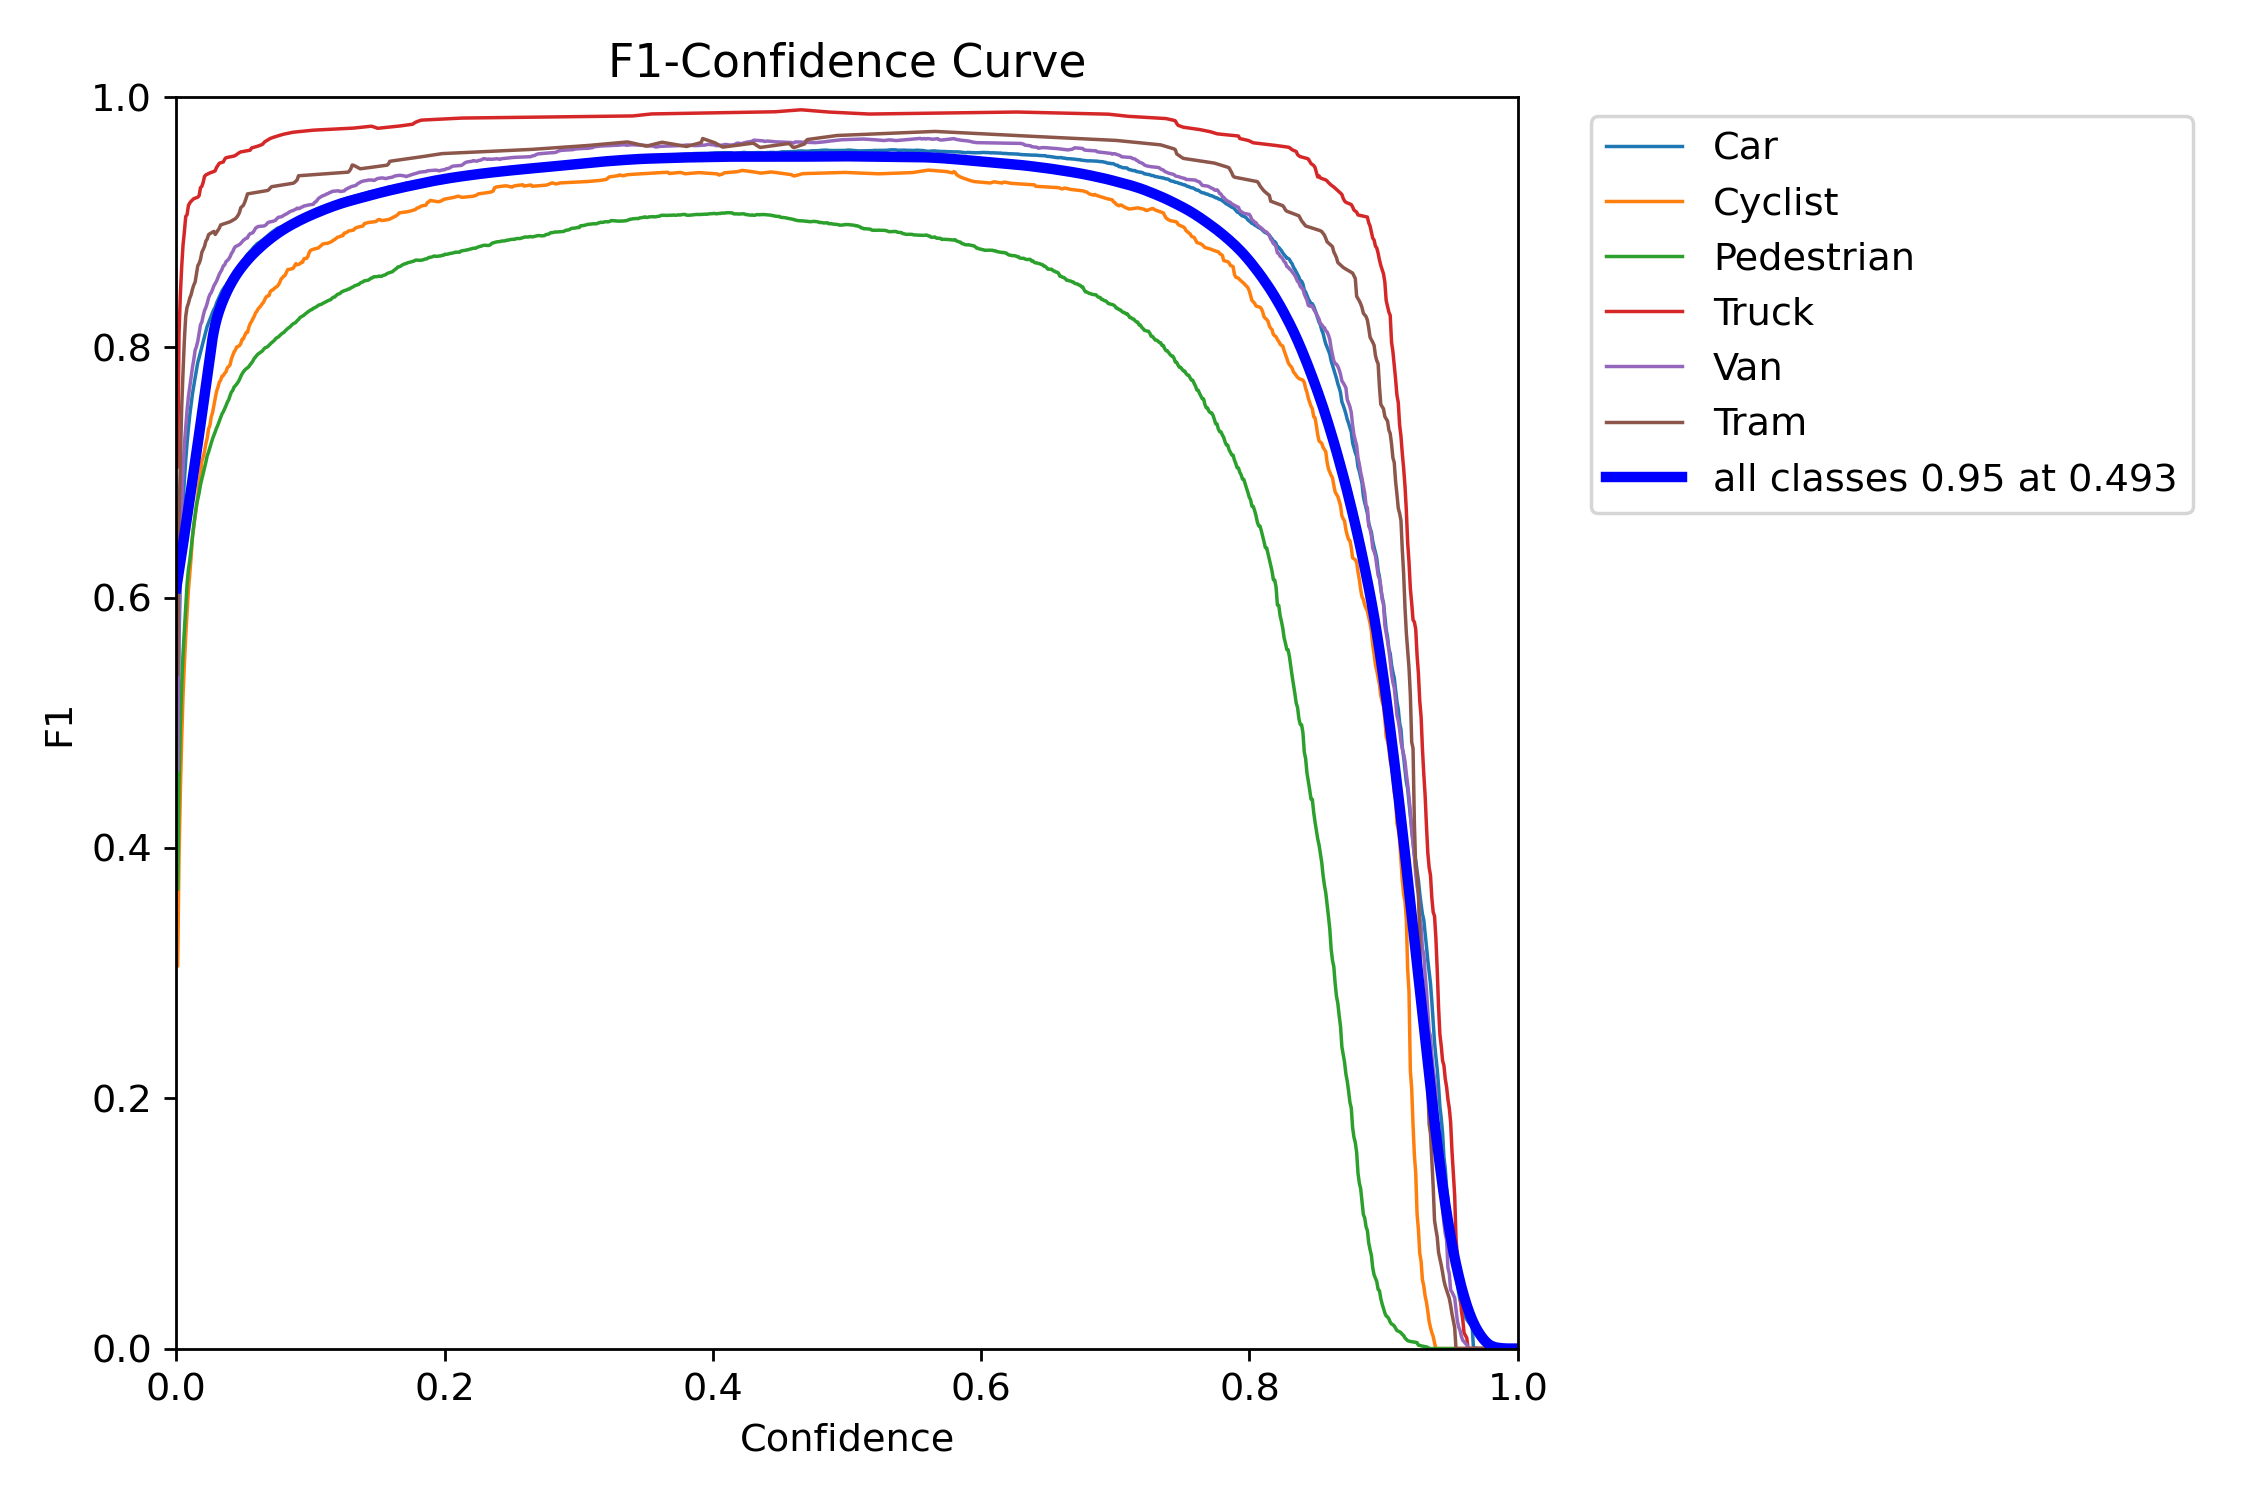 F1-Confidence Curve
1.0
0.8
0.6
0.4
0.2
0.0
F1
0.0 0.2 0.4 0.6 0.8 1.0
Confidence
Car
Cyclist
Pedestrian
Truck
Van
Tram
all classes 0.95 at 0.493